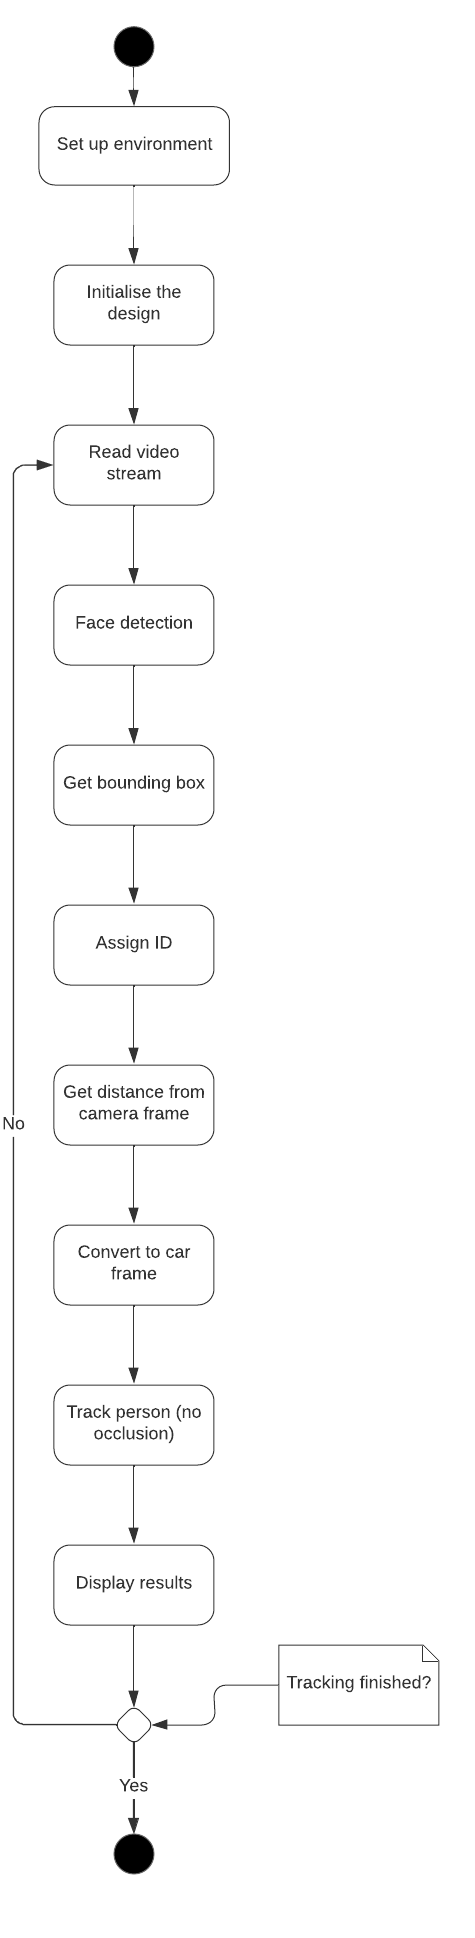 Set up environment
Initialise the
design
Read video
stream
Face detection
Get bounding box
Assign ID
Get distance from
camera frame
No
Convert to car
frame
Track person (no
occlusion)
Display results
Tracking finished?
Yes